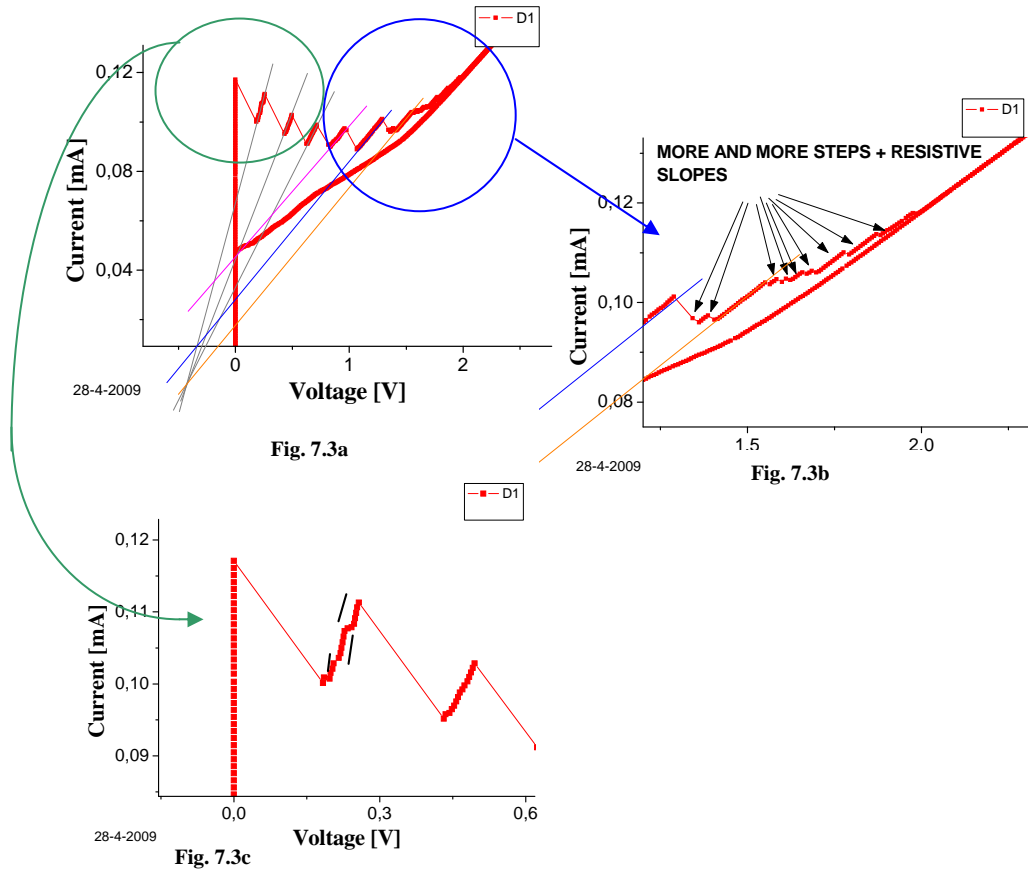 D1
0,12
0,08
0,04
Current [mA]
0
1
2
Voltage [V]
28-4-2009
Fig. 7.3a
D1
MORE AND MORE STEPS + RESISTIVE
SLOPES
0,12
0,10
0,08
Current [mA]
1.5
2.0
28-4-2009
Fig. 7.3b
D1
0,12
0,11
0,10
0,09
Current [mA]
0,0
0,3
0,6
Voltage [V]
28-4-2009
Fig. 7.3c